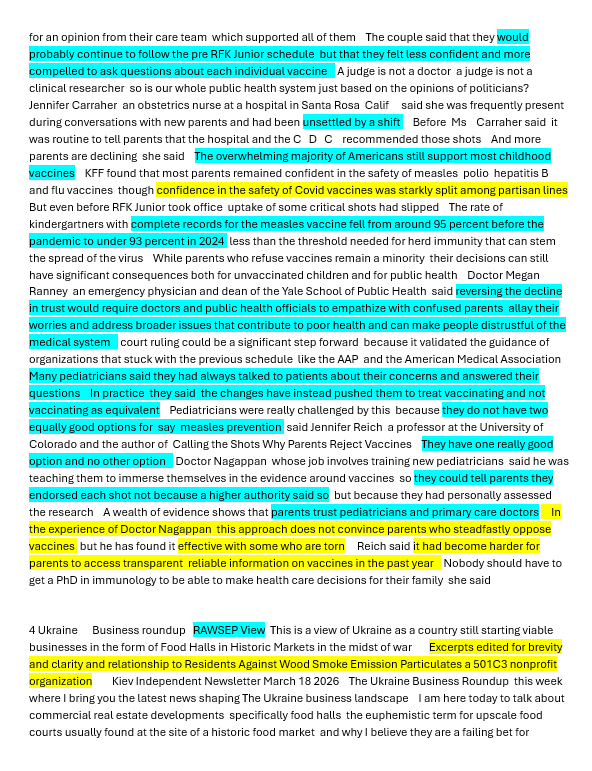 for an opinion from their care team which supported all of them The couple said that they would
probably continue to follow the pre RFK Junior schedule but that they felt less confident and more
compelled to ask questions about each individual vaccine A judge is not a doctor a judge is not a
clinical researcher so is our whole public health system just based on the opinions of politicians?
Jennifer Carraher an obstetrics nurse at a hospital in Santa Rosa Calif said she was frequently present
during conversations with new parents and had been unsettled by a shift Before Ms Carraher said it
was routine to tell parents that the hospital and the C D C recommended those shots And more
parents are declining she said The overwhelming majority of Americans still support most childhood
vaccines KFF found that most parents remained confident in the safety of measles polio hepatitis B
and flu vaccines though confidence in the safety of Covid vaccines was starkly split among partisan lines
But even before RFK Junior took office uptake of some critical shots had slipped The rate of
kindergartners with complete records for the measles vaccine fell from around 95 percent before the
pandemic to under 93 percent in 2024 less than the threshold needed for herd immunity that can stem
the spread of the virus While parents who refuse vaccines remain a minority their decisions can still
have significant consequences both for unvaccinated children and for public health Doctor Megan
Ranney an emergency physician and dean of the Yale School of Public Health said reversing the decline
in trust would require doctors and public health officials to empathize with confused parents allay their
worries and address broader issues that contribute to poor health and can make people distrustful of the
medical system court ruling could be a significant step forward because it validated the guidance of
organizations that stuck with the previous schedule like the AAP and the American Medical Association
Many pediatricians said they had always talked to patients about their concerns and answered their
questions In practice they said the changes have instead pushed them to treat vaccinating and not
vaccinating as equivalent Pediatricians were really challenged by this because they do not have two
equally good options for say measles prevention said Jennifer Reich a professor at the University of
Colorado and the author of Calling the Shots Why Parents Reject Vaccines They have one really good
option and no other option Doctor Nagappan whose job involves training new pediatricians said he was
teaching them to immerse themselves in the evidence around vaccines so they could tell parents they
endorsed each shot not because a higher authority said so but because they had personally assessed
the research A wealth of evidence shows that parents trust pediatricians and primary care doctors In
the experience of Doctor Nagappan this approach does not convince parents who steadfastly oppose
vaccines but he has found it effective with some who are torn Reich said it had become harder for
parents to access transparent reliable information on vaccines in the past year Nobody should have to
get a PhD in immunology to be able to make health care decisions for their family she said
4 Ukraine Business roundup RAWSEP View This is a view of Ukraine as a country still starting viable
businesses in the form of Food Halls in Historic Markets in the midst of war Excerpts edited for brevity
and clarity and relationship to Residents Against Wood Smoke Emission Particulates a 501C3 nonprofit
organization Kiev Independent Newsletter March 18 2026 The Ukraine Business Roundup this week
where I bring you the latest news shaping The Ukraine business landscape I am here today to talk about
commercial real estate developments specifically food halls the euphemistic term for upscale food
courts usually found at the site of a historic food market and why I believe they are a failing bet for